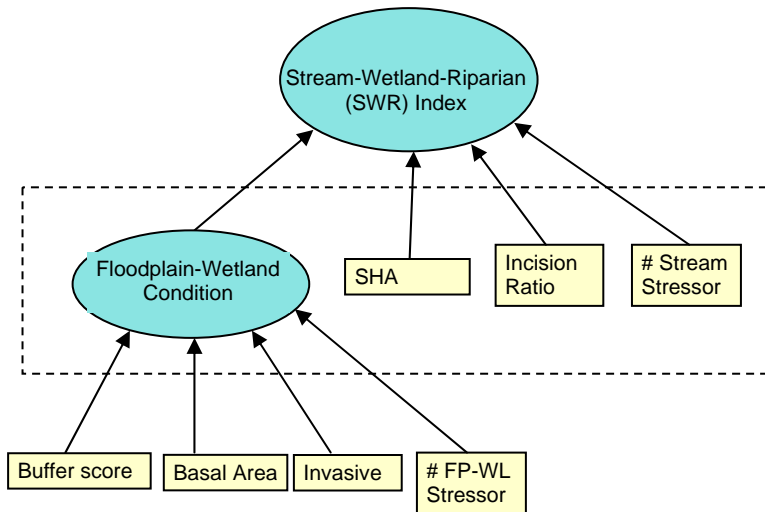 Stream-Wetland-Riparian
(SWR) Index
Floodplain-Wetland
Condition
SHA
Incision
Ratio
# Stream
Stressor
Buffer score
Basal Area
Invasive
# FP-WL
Stressor